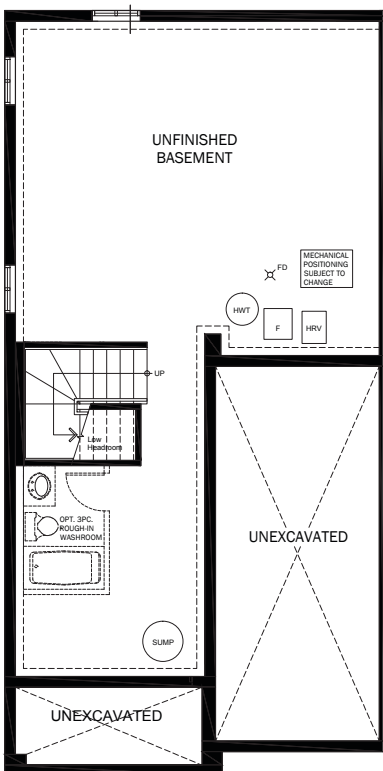 UNFINISHED
BASEMENT
FD
MECHANICAL
POSITIONING
SUBJECT TO
CHANGE
HWT
F
HRV
UP
Low
Headroom
OPT. 3PC.
ROUGH-IN
WASHROOM
UNEXCAVATED
SUMP
UNEXCAVATED